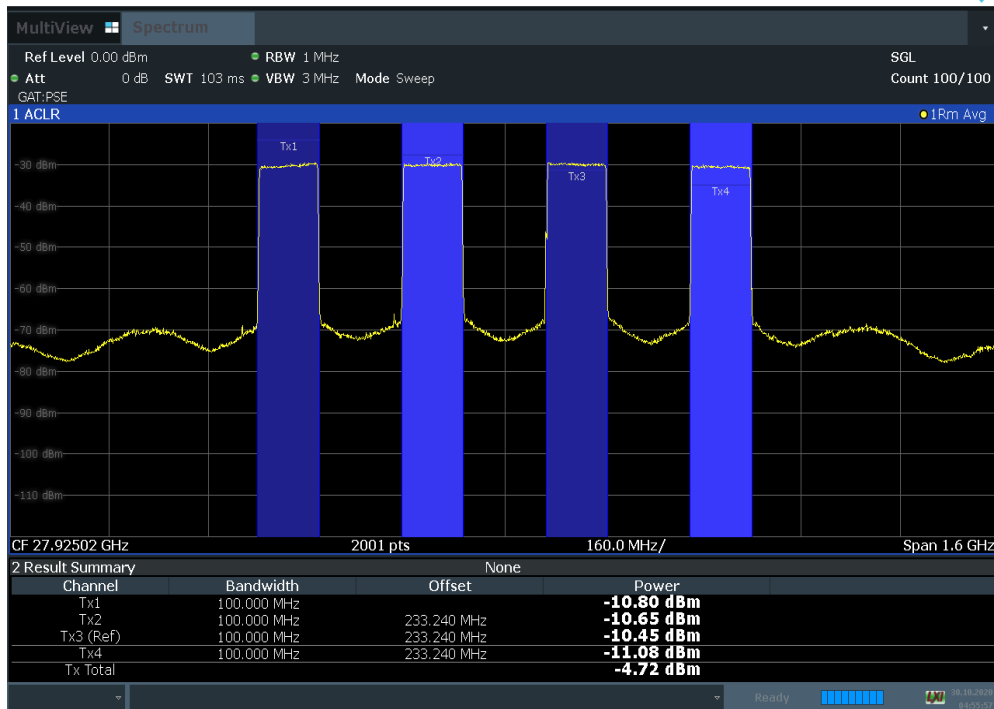 MultiView Spectrum
Ref Level 0.00 dBm RBW 1 MHz SGL
Att 0 dB SWT 103 ms VBW 3 MHz Mode Sweep Count 100/100
GAT:PSE
1 ACLR 1Rm Avg
Tx1
Tx2
Tx3
Tx4
-30 dBm
-40 dBm
-50 dBm
-60 dBm
-70 dBm
-80 dBm
-90 dBm
-100 dBm
-110 dBm
CF 27.92502 GHz 2001 pts 160.0 MHz/ Span 1.6 GHz
2 Result Summary None
Channel Bandwidth Offset Power
Tx1 100.000 MHz -10.80 dBm
Tx2 100.000 MHz 233.240 MHz -10.65 dBm
Tx3 (Ref) 100.000 MHz 233.240 MHz -10.45 dBm
Tx4 100.000 MHz 233.240 MHz -11.08 dBm
Tx Total -4.72 dBm
Ready 30.10.2020
04:55:57